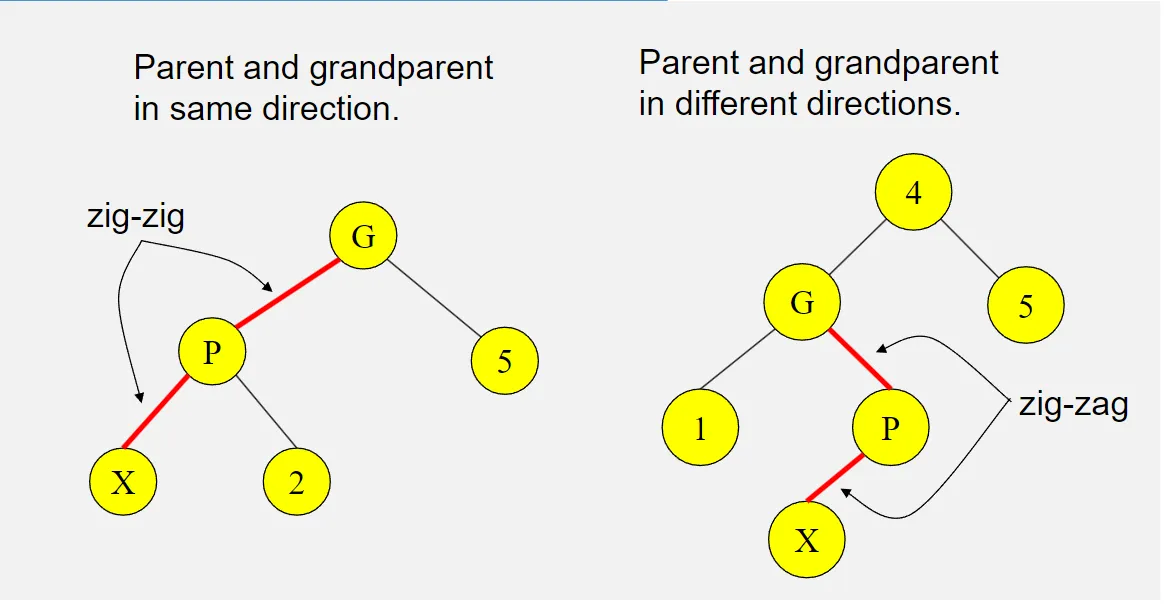 Parent and grandparent
in same direction.
Parent and grandparent
in different directions.
zig-zig
G
P
5
X
2
4
G
5
1
P
zig-zag
X